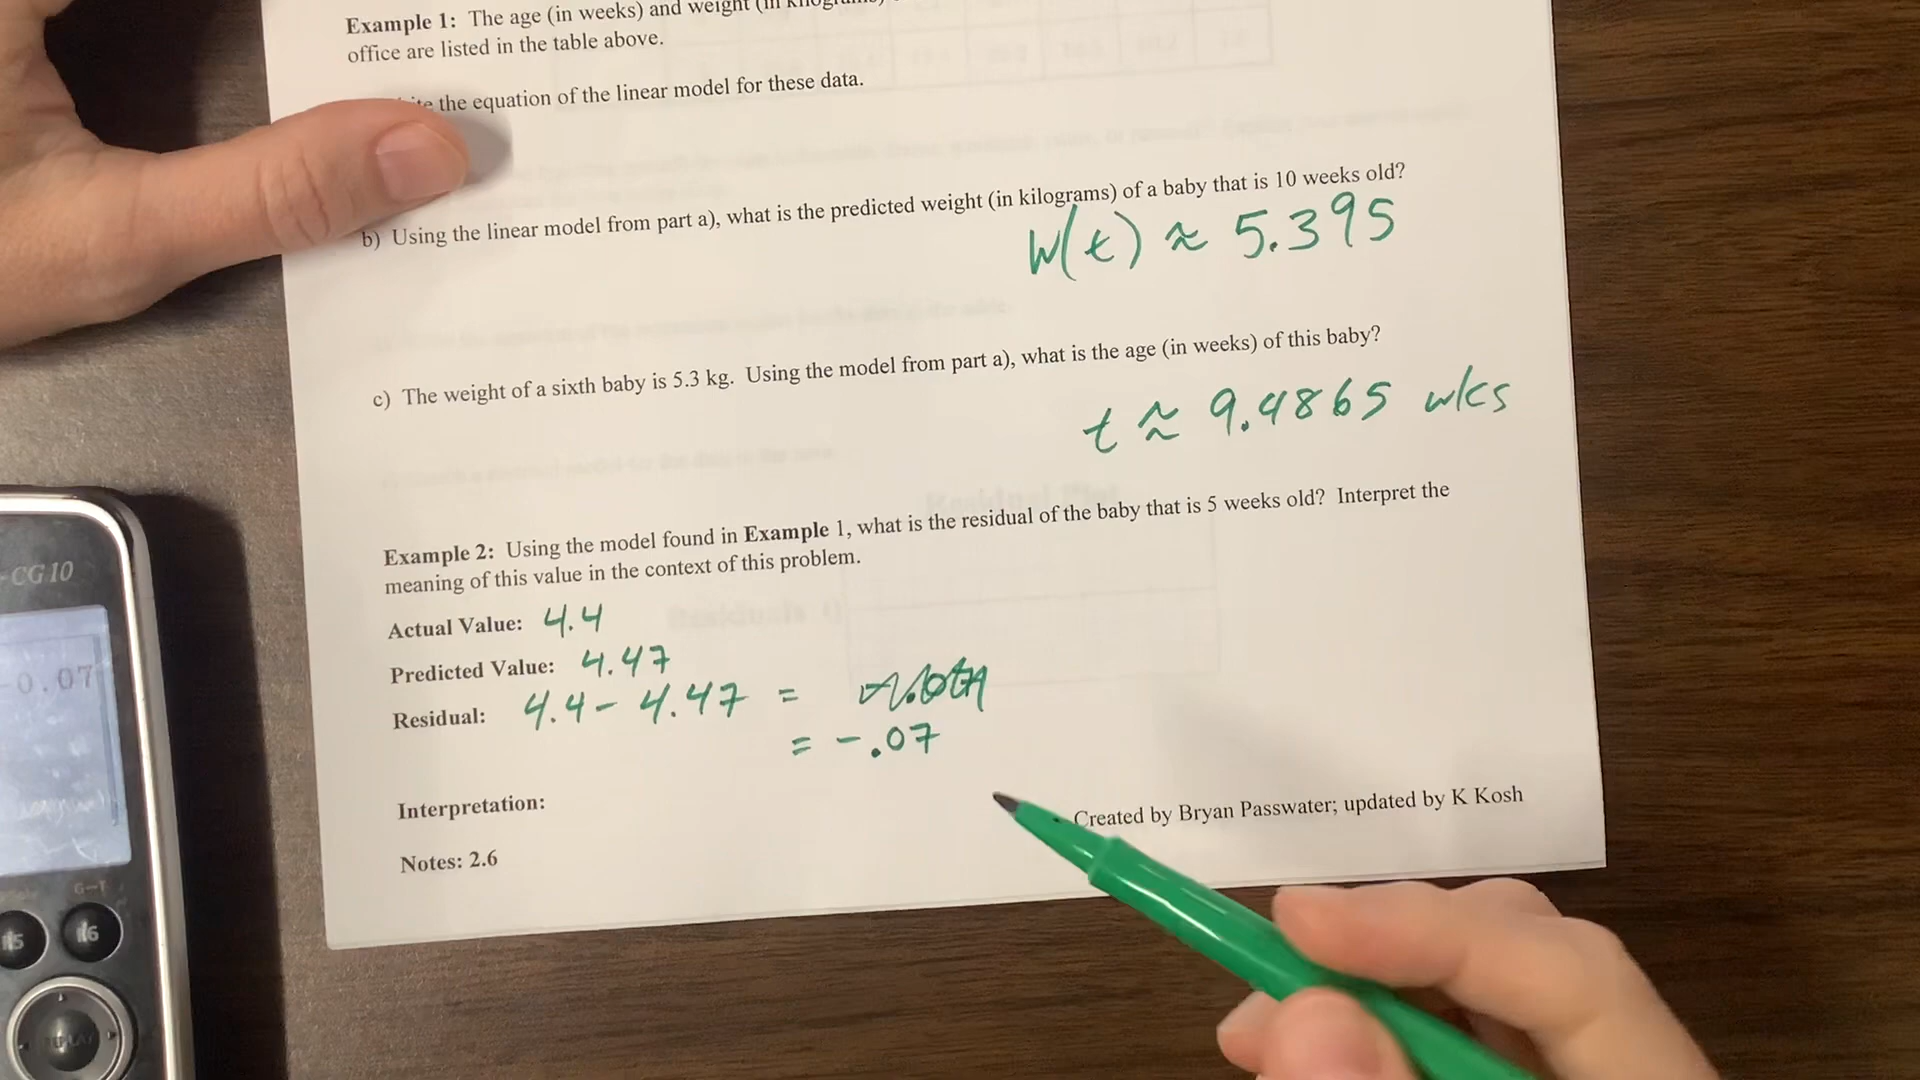 Example 1: The age (in weeks) and weight (in kilograms)
office are listed in the table above.
the equation of the linear model for these data.
b) Using the linear model from part a), what is the predicted weight (in kilograms) of a baby that is 10 weeks old?
W(t) ≈ 5.395
c) The weight of a sixth baby is 5.3 kg. Using the model from part a), what is the age (in weeks) of this baby?
t ≈ 9.4865 wks
Example 2: Using the model found in Example 1, what is the residual of the baby that is 5 weeks old? Interpret the
meaning of this value in the context of this problem.
Actual Value: 4.4
Predicted Value: 4.47
Residual: 4.4 - 4.47 =
= -.07
Interpretation:
Created by Bryan Passwater; updated by K Kosh
Notes: 2.6
-CG10
-0.07
G-T
F5 F6
REPLAY